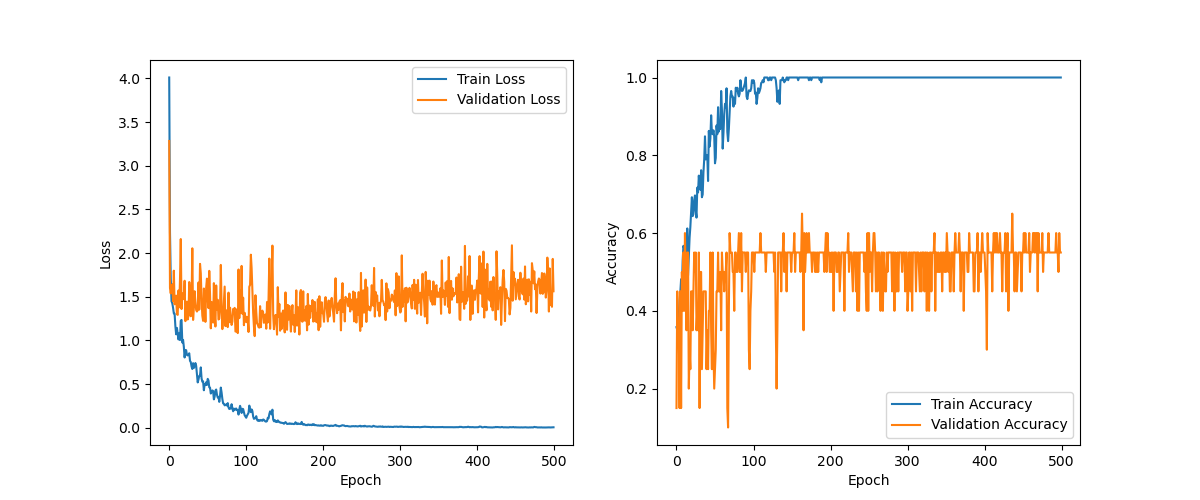 4.0
3.5
3.0
2.5
2.0
1.5
1.0
0.5
0.0
Loss
0 100 200 300 400 500
Epoch
Train Loss
Validation Loss
1.0
0.8
0.6
0.4
0.2
Accuracy
0 100 200 300 400 500
Epoch
Train Accuracy
Validation Accuracy